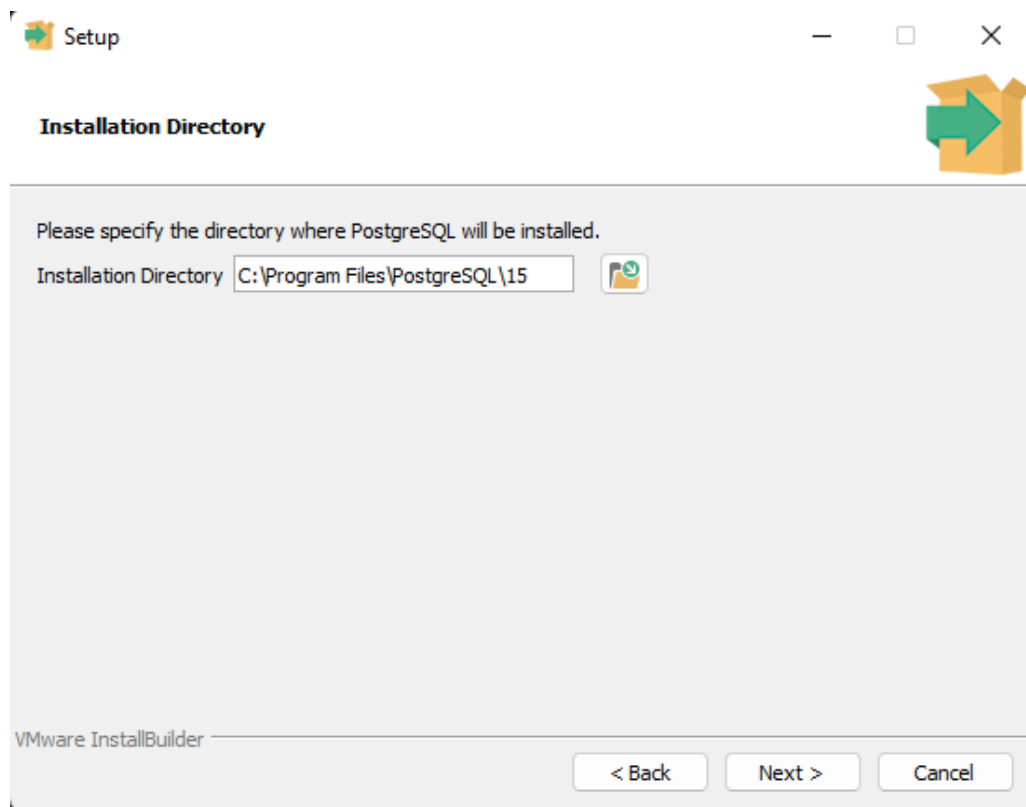 Setup
Installation Directory
Please specify the directory where PostgreSQL will be installed.
Installation Directory C:\Program Files\PostgreSQL\15
VMware InstallBuilder
< Back Next > Cancel